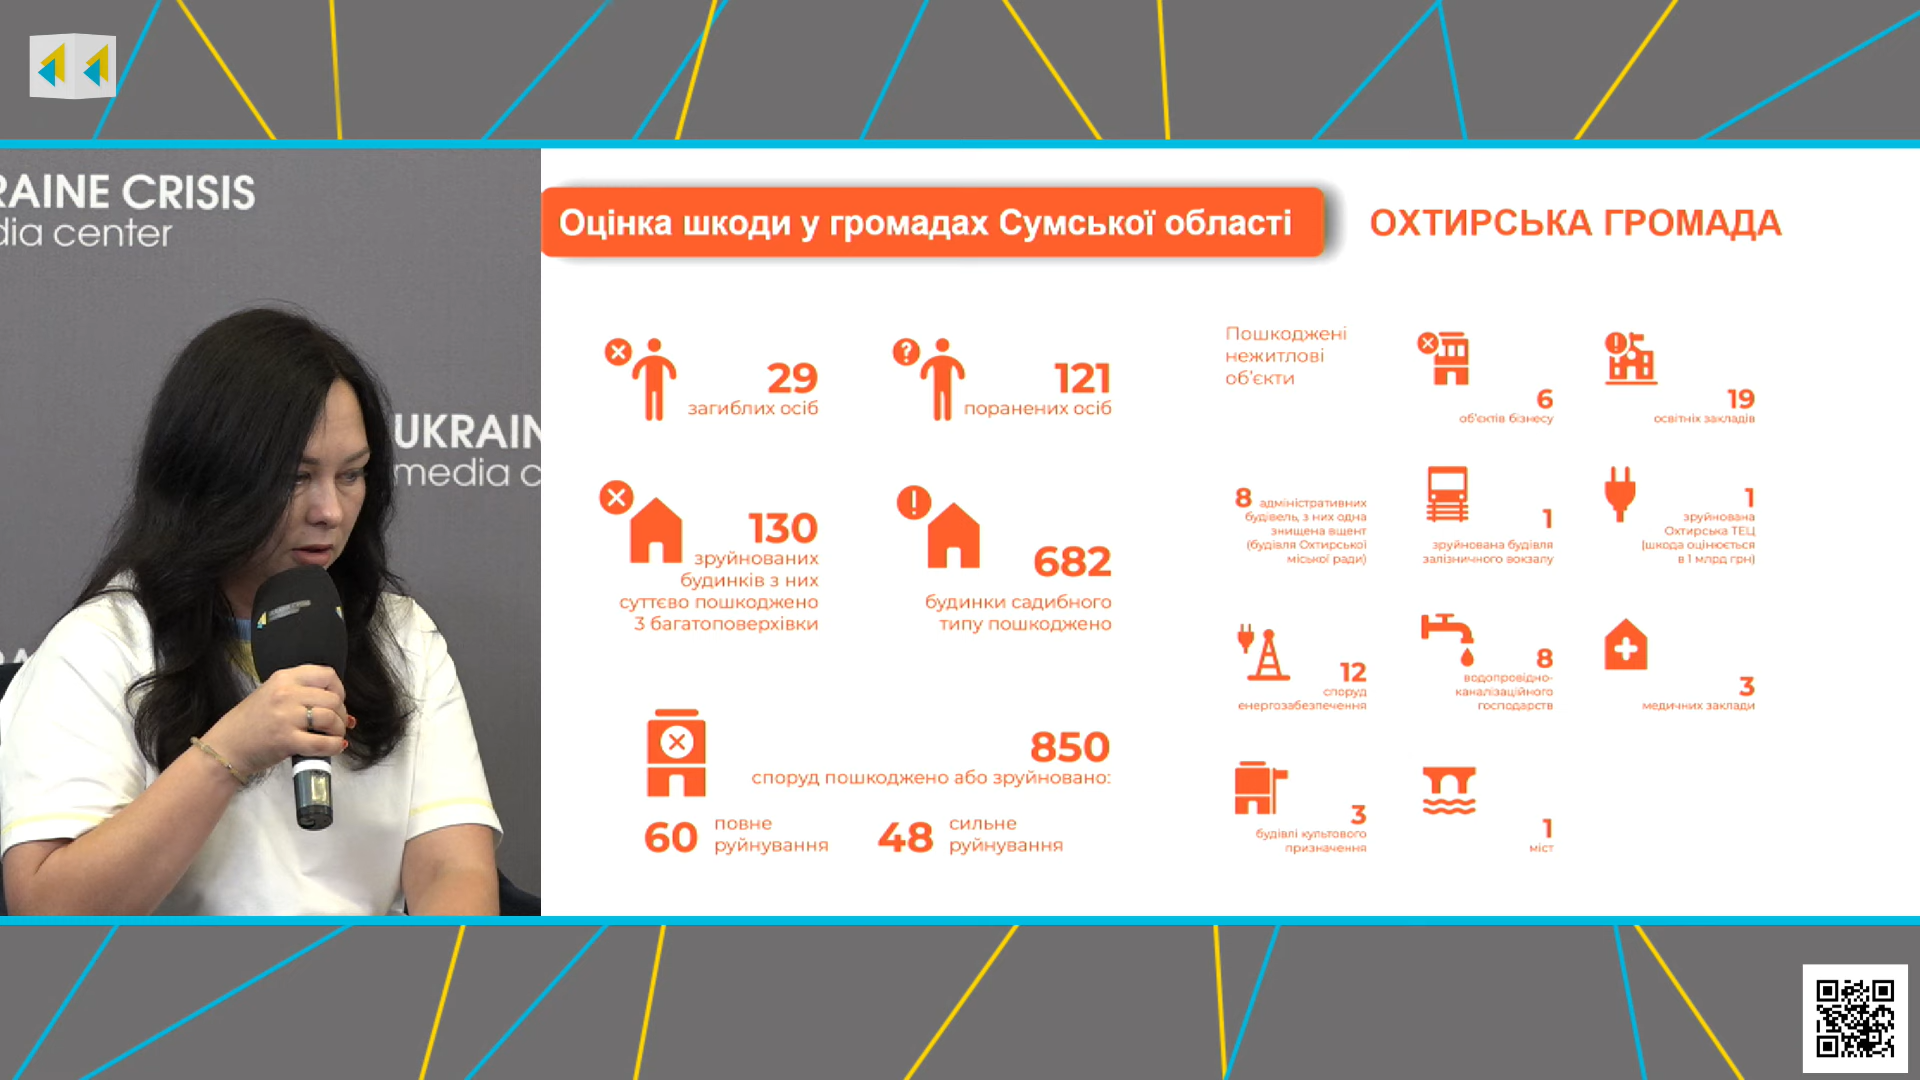 RAINE CRISIS
dia center
UKRAIN
media c
Оцінка шкоди у громадах Сумської області
ОХТИРСЬКА ГРОМАДА
29
загиблих осіб
121
поранених осіб
130
зруйнованих
будинків з них
суттєво пошкоджено
3 багатоповерхівки
682
будинки садибного
типу пошкоджено
850
споруд пошкоджено або зруйновано:
60 повне
руйнування
48 сильне
руйнування
Пошкоджені
нежитлові
об'єкти
6
об'єктів бізнесу
19
освітніх закладів
8 адміністративних
будівель, з них одна
знищена вщент
(будівля Охтирської
міської ради)
1
зруйнована будівля
залізничного вокзалу
1
зруйнована
Охтирська ТЕЦ
(шкода оцінюється
в 1 млрд грн)
12
споруд
енергозабезпечення
8
водопровідно-
каналізаційного
господарств
3
медичних заклади
3
будівлі культового
призначення
1
міст